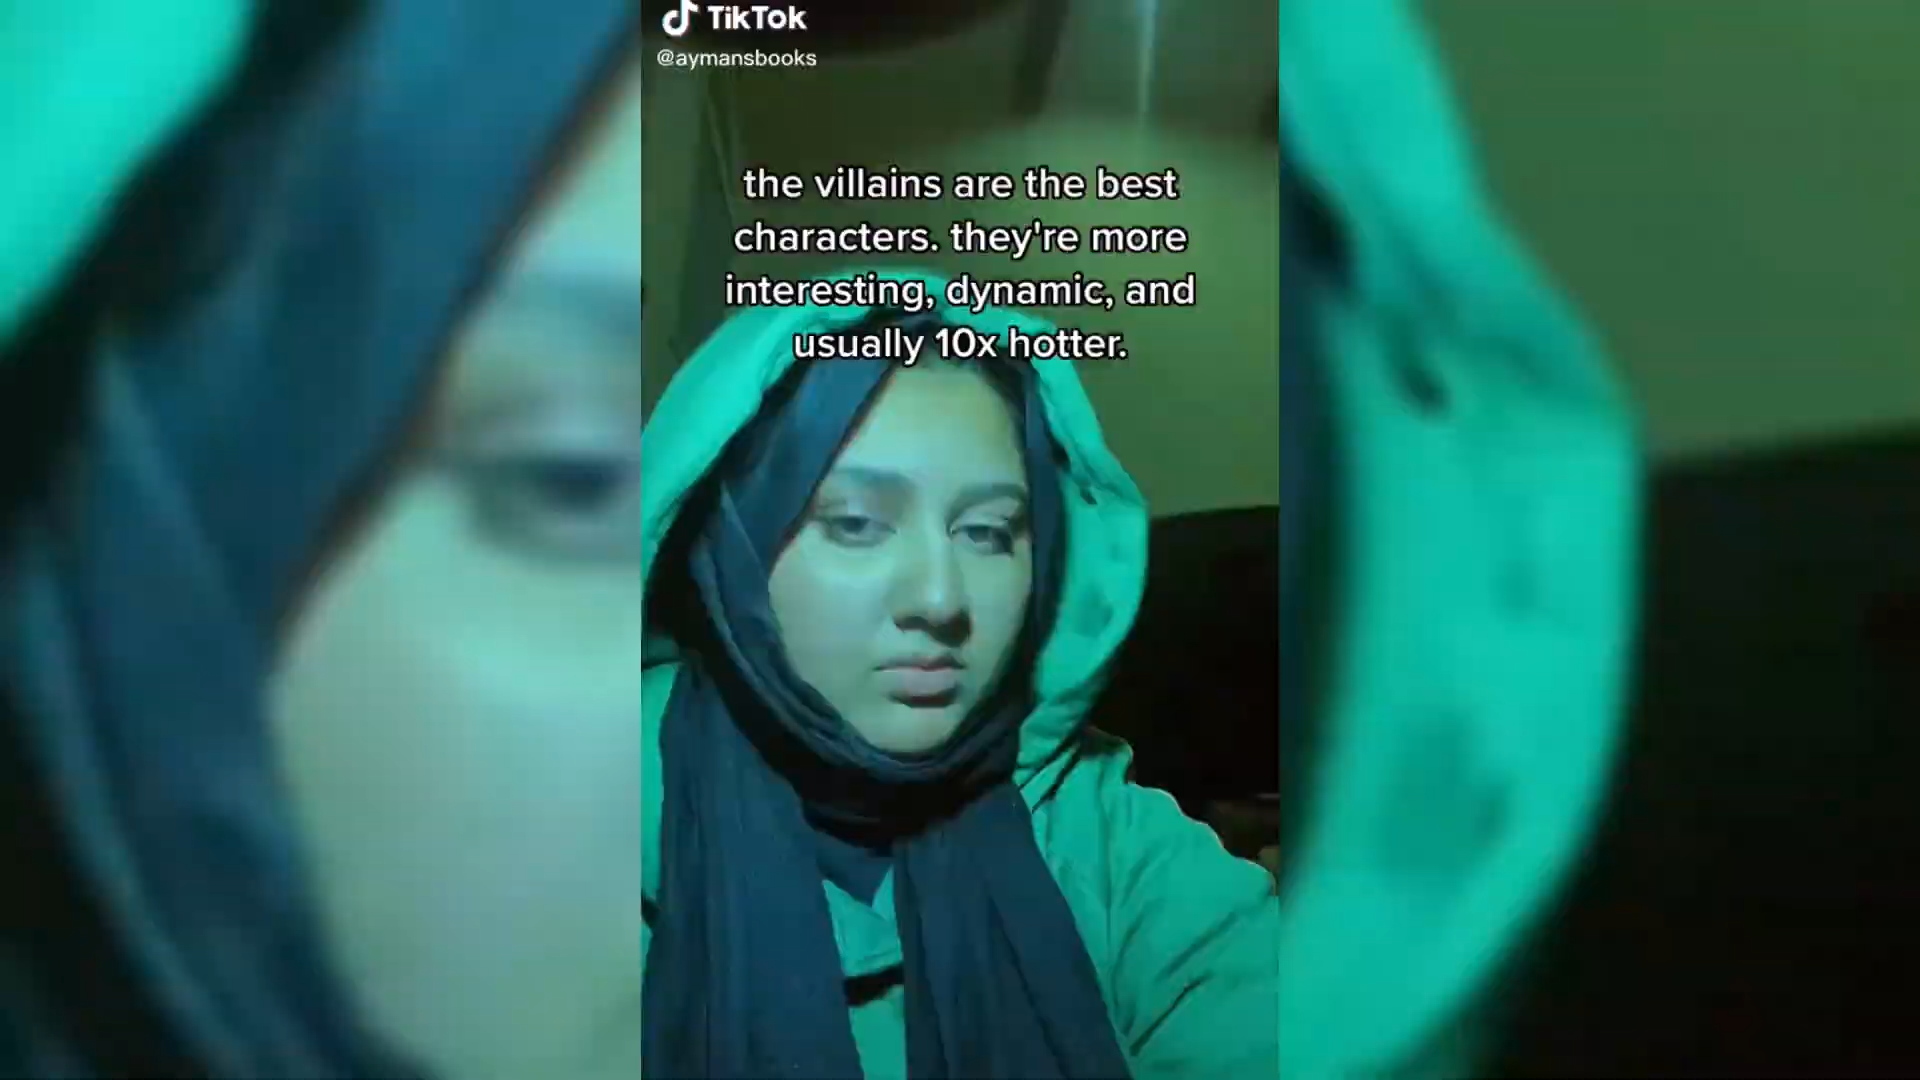 TikTok
@aymansbooks
the villains are the best
characters. they're more
interesting, dynamic, and
usually 10x hotter.